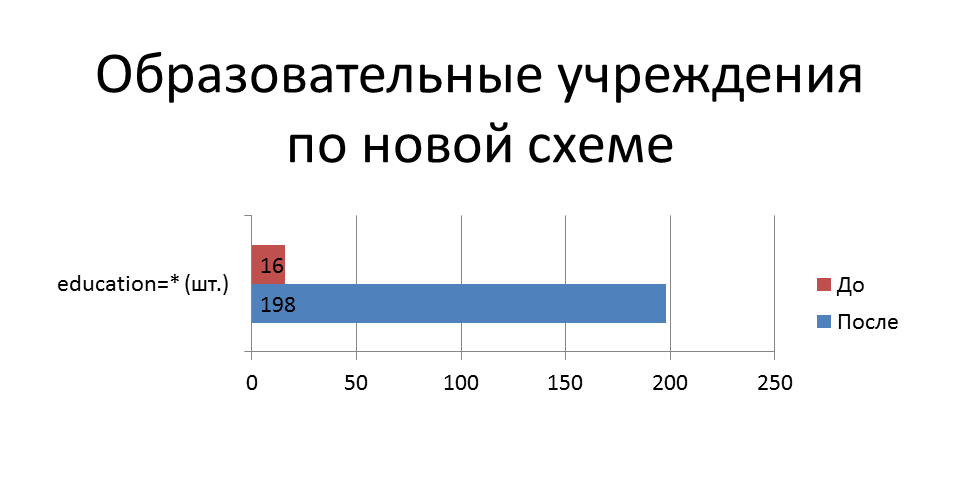 Образовательные учреждения
по новой схеме
16
education=* (шт.)
198
До
После
0 50 100 150 200 250